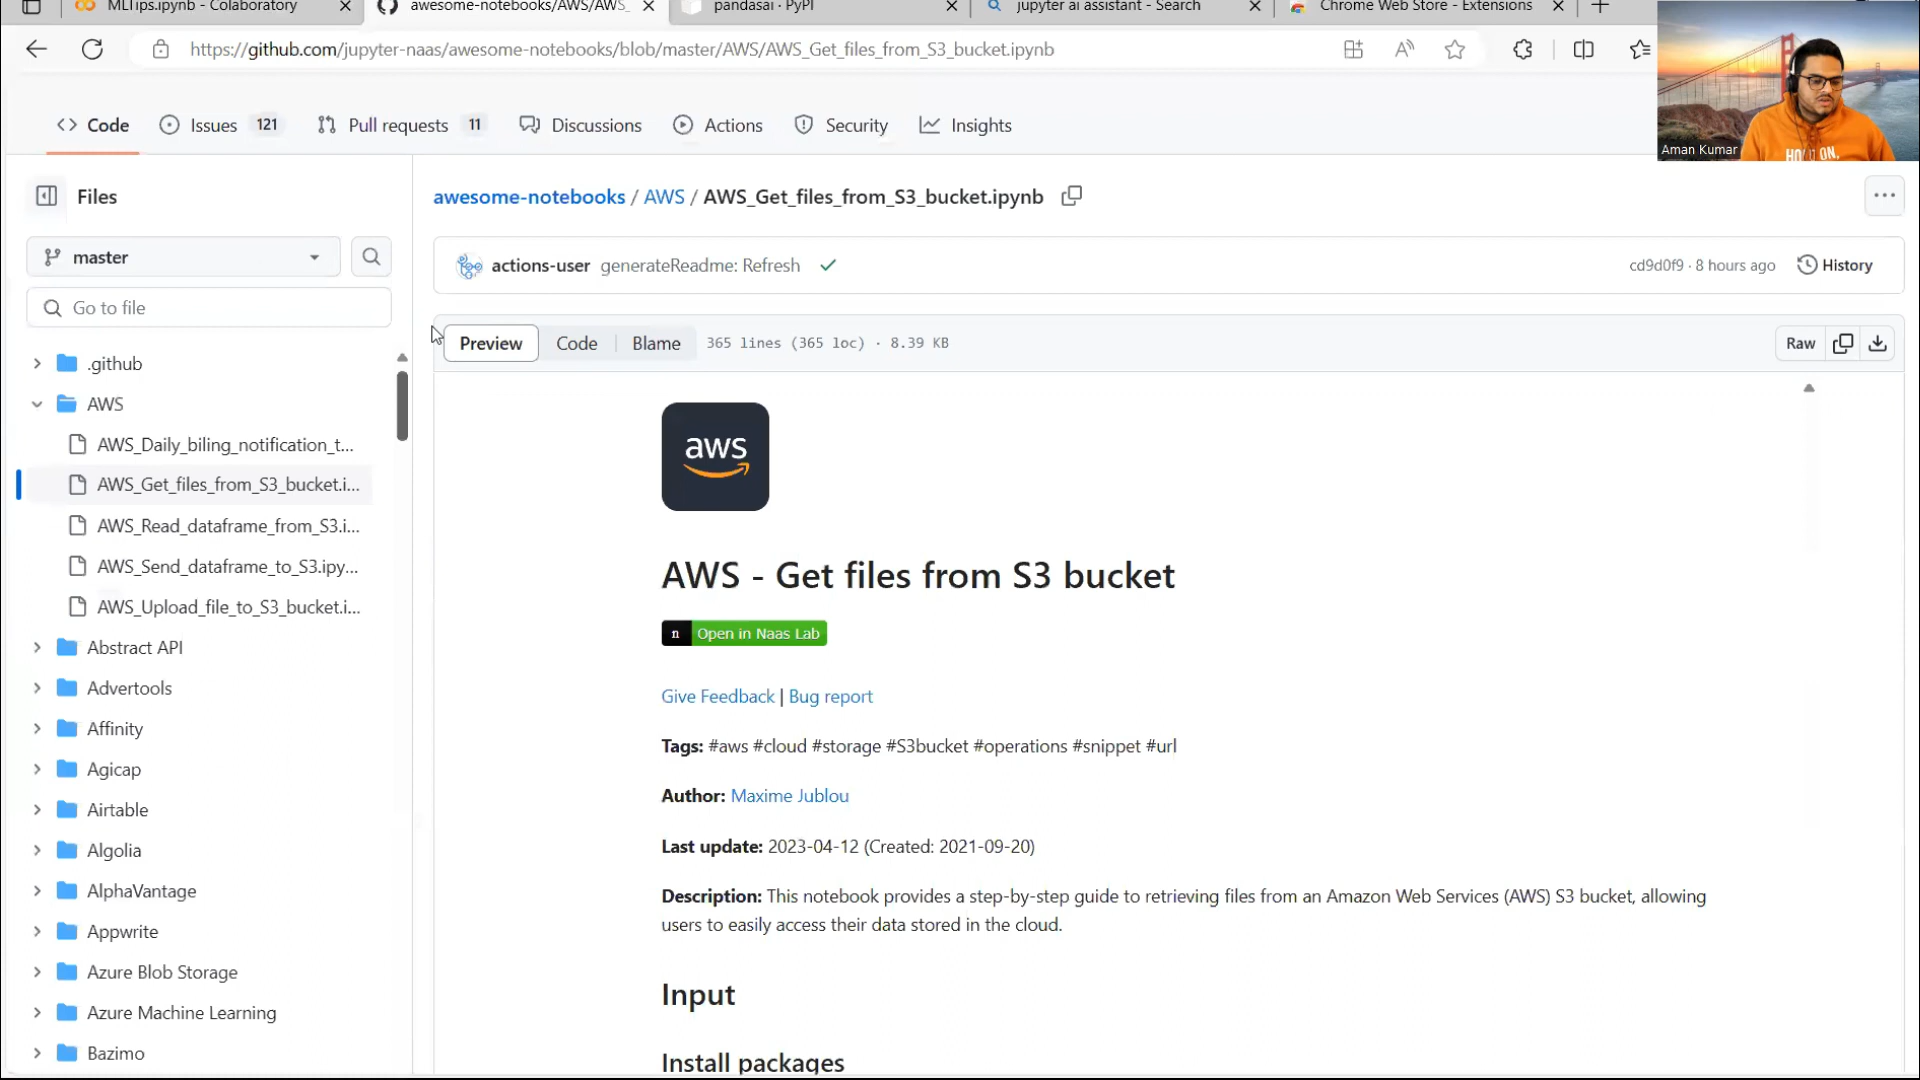 MLTips.ipynb - Colaboratory
awesome-notebooks/AWS/AWS_
pandasai · PyPI
jupyter ai assistant - Search
Chrome Web Store - Extensions
https://github.com/jupyter-naas/awesome-notebooks/blob/master/AWS/AWS_Get_files_from_S3_bucket.ipynb
Aman Kumar
HOLD ON,
Code
Issues 121
Pull requests 11
Discussions
Actions
Security
Insights
Files
master
Go to file
.github
AWS
AWS_Daily_biling_notification_t...
AWS_Get_files_from_S3_bucket.i...
AWS_Read_dataframe_from_S3.i...
AWS_Send_dataframe_to_S3.ipy...
AWS_Upload_file_to_S3_bucket.i...
Abstract API
Advertools
Affinity
Agicap
Airtable
Algolia
AlphaVantage
Appwrite
Azure Blob Storage
Azure Machine Learning
Bazimo
awesome-notebooks / AWS / AWS_Get_files_from_S3_bucket.ipynb
actions-user generateReadme: Refresh
cd9d0f9 · 8 hours ago
History
Preview
Code
Blame
365 lines (365 loc) · 8.39 KB
Raw
aws
AWS - Get files from S3 bucket
n Open in Naas Lab
Give Feedback | Bug report
Tags: #aws #cloud #storage #S3bucket #operations #snippet #url
Author: Maxime Jublou
Last update: 2023-04-12 (Created: 2021-09-20)
Description: This notebook provides a step-by-step guide to retrieving files from an Amazon Web Services (AWS) S3 bucket, allowing
users to easily access their data stored in the cloud.
Input
Install packages